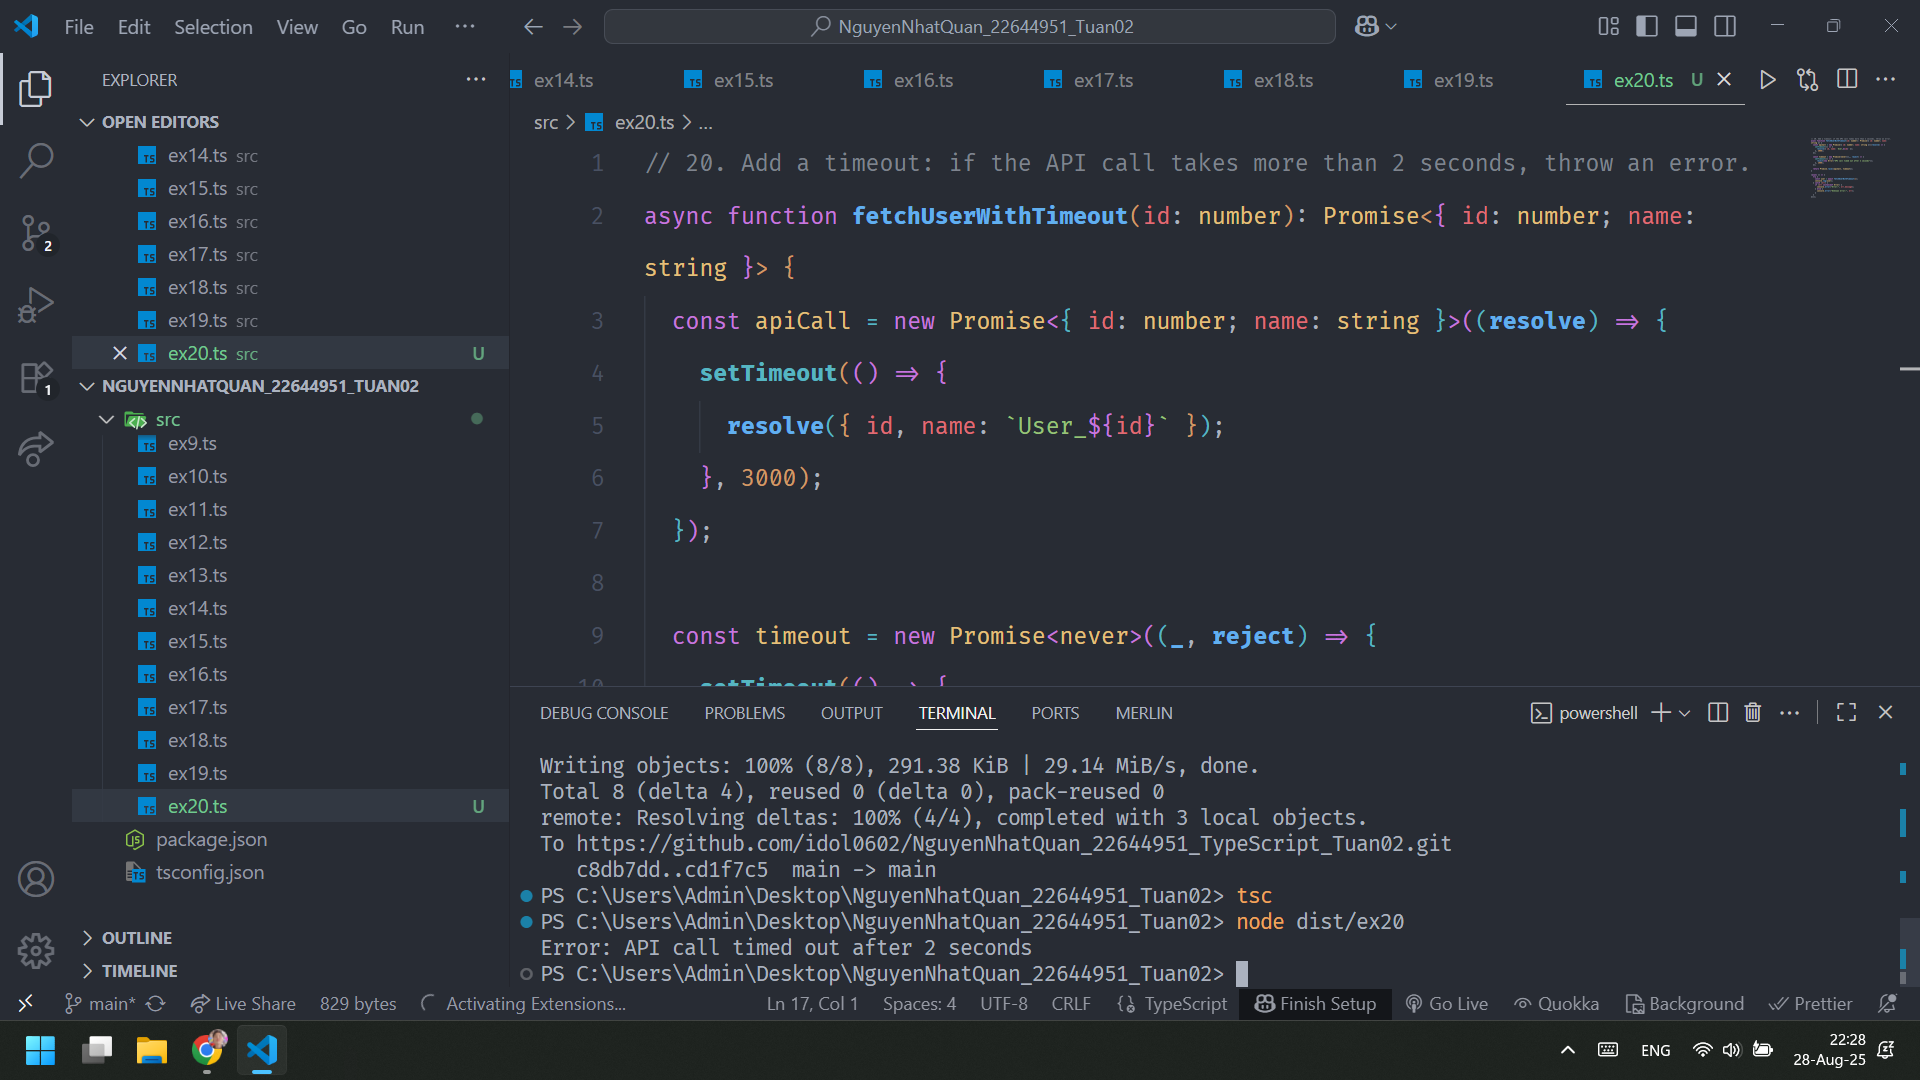 File Edit Selection View Go Run ...
NguyenNhatQuan_22644951_Tuan02
EXPLORER
OPEN EDITORS
ex14.ts src
ex15.ts src
ex16.ts src
ex17.ts src
ex18.ts src
ex19.ts src
ex20.ts src U
NGUYENNHATQUAN_22644951_TUAN02
src
ex9.ts
ex10.ts
ex11.ts
ex12.ts
ex13.ts
ex14.ts
ex15.ts
ex16.ts
ex17.ts
ex18.ts
ex19.ts
ex20.ts U
package.json
tsconfig.json
OUTLINE
TIMELINE
2
1
ex14.ts ex15.ts ex16.ts ex17.ts ex18.ts ex19.ts ex20.ts U
src > ex20.ts > ...
1 // 20. Add a timeout: if the API call takes more than 2 seconds, throw an error.
2 async function fetchUserWithTimeout(id: number): Promise<{ id: number; name:
string }> {
3 const apiCall = new Promise<{ id: number; name: string }>((resolve) => {
4 setTimeout(() => {
5 resolve({ id, name: `User_${id}` });
6 }, 3000);
7 });
8
9 const timeout = new Promise<never>((_, reject) => {
10 setTimeout(() => {
DEBUG CONSOLE PROBLEMS OUTPUT TERMINAL PORTS MERLIN
powershell
Writing objects: 100% (8/8), 291.38 KiB | 29.14 MiB/s, done.
Total 8 (delta 4), reused 0 (delta 0), pack-reused 0
remote: Resolving deltas: 100% (4/4), completed with 3 local objects.
To https://github.com/idol0602/NguyenNhatQuan_22644951_TypeScript_Tuan02.git
c8db7dd..cd1f7c5 main -> main
PS C:\Users\Admin\Desktop\NguyenNhatQuan_22644951_Tuan02> tsc
PS C:\Users\Admin\Desktop\NguyenNhatQuan_22644951_Tuan02> node dist/ex20
Error: API call timed out after 2 seconds
PS C:\Users\Admin\Desktop\NguyenNhatQuan_22644951_Tuan02>
main* Live Share 829 bytes Activating Extensions... Ln 17, Col 1 Spaces: 4 UTF-8 CRLF {} TypeScript Finish Setup Go Live Quokka Background Prettier
ENG
22:28
28-Aug-25